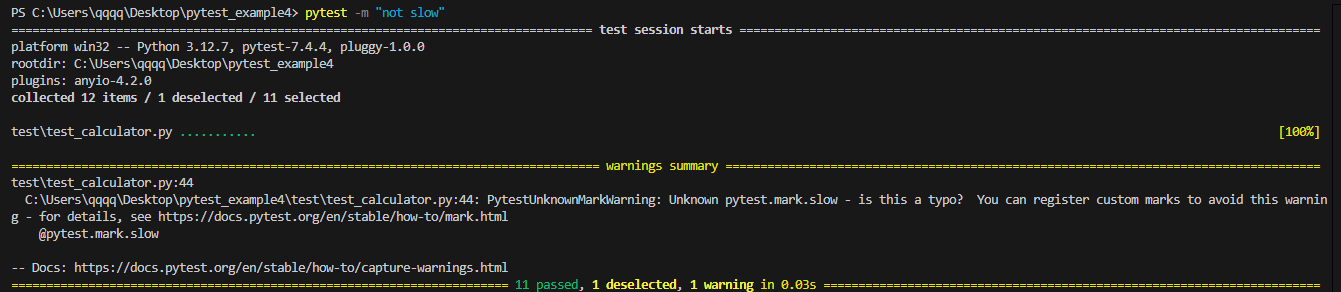 PS C:\Users\qqqq\Desktop\pytest_example4> pytest -m "not slow"
=================================================================================== test session starts ===================================================================================
platform win32 -- Python 3.12.7, pytest-7.4.4, pluggy-1.0.0
rootdir: C:\Users\qqqq\Desktop\pytest_example4
plugins: anyio-4.2.0
collected 12 items / 1 deselected / 11 selected
test\test_calculator.py ........... [100%]
==================================================================================== warnings summary =====================================================================================
test\test_calculator.py:44
C:\Users\qqqq\Desktop\pytest_example4\test\test_calculator.py:44: PytestUnknownMarkWarning: Unknown pytest.mark.slow - is this a typo?  You can register custom marks to avoid this warnin
g - for details, see https://docs.pytest.org/en/stable/how-to/mark.html
@pytest.mark.slow
-- Docs: https://docs.pytest.org/en/stable/how-to/capture-warnings.html
======================================================================= 11 passed, 1 deselected, 1 warning in 0.03s =======================================================================